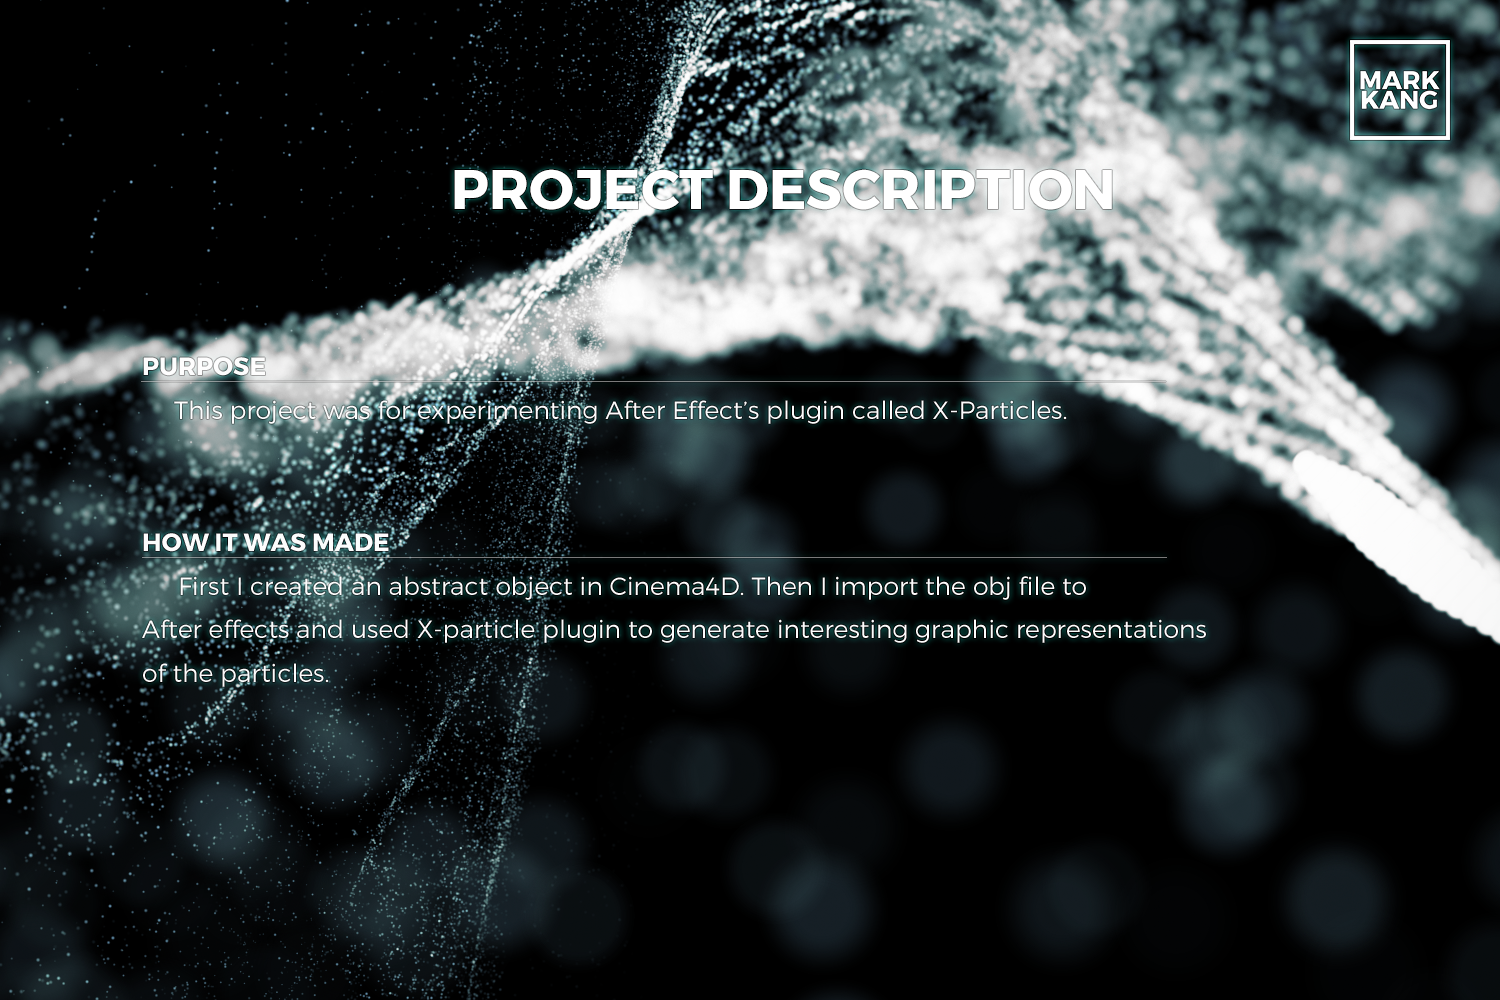 MARK
KANG
PROJECT DESCRIPTION
PURPOSE
This project was for experimenting After Effect’s plugin called X-Particles.
HOW IT WAS MADE
First I created an abstract object in Cinema4D. Then I import the obj file to
After effects and used X-particle plugin to generate interesting graphic representations
of the particles.